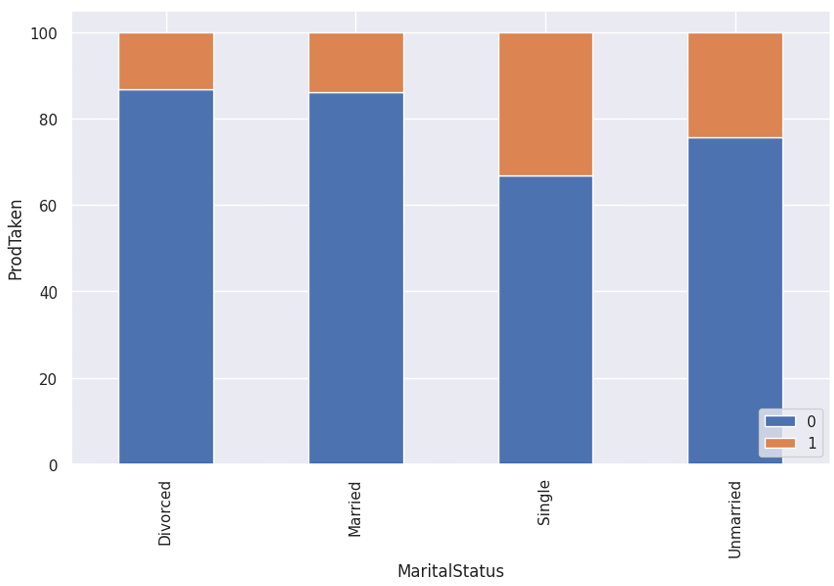 100
80
60
40
20
0
ProdTaken
0
1
Divorced
Married
Single
Unmarried
MaritalStatus